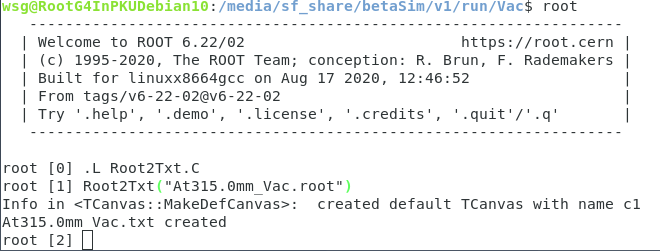 wsg@RootG4InPKUDebian10:/media/sf_share/betaSim/v1/run/Vac$ root
------------------------------------------------------------------
| Welcome to ROOT 6.22/02 https://root.cern |
| (c) 1995-2020, The ROOT Team; conception: R. Brun, F. Rademakers |
| Built for linuxx8664gcc on Aug 17 2020, 12:46:52 |
| From tags/v6-22-02@v6-22-02 |
| Try '.help', '.demo', '.license', '.credits', '.quit'/'.q' |
------------------------------------------------------------------
root [0] .L Root2Txt.C
root [1] Root2Txt("At315.0mm_Vac.root")
Info in <TCanvas::MakeDefCanvas>: created default TCanvas with name c1
At315.0mm_Vac.txt created
root [2]